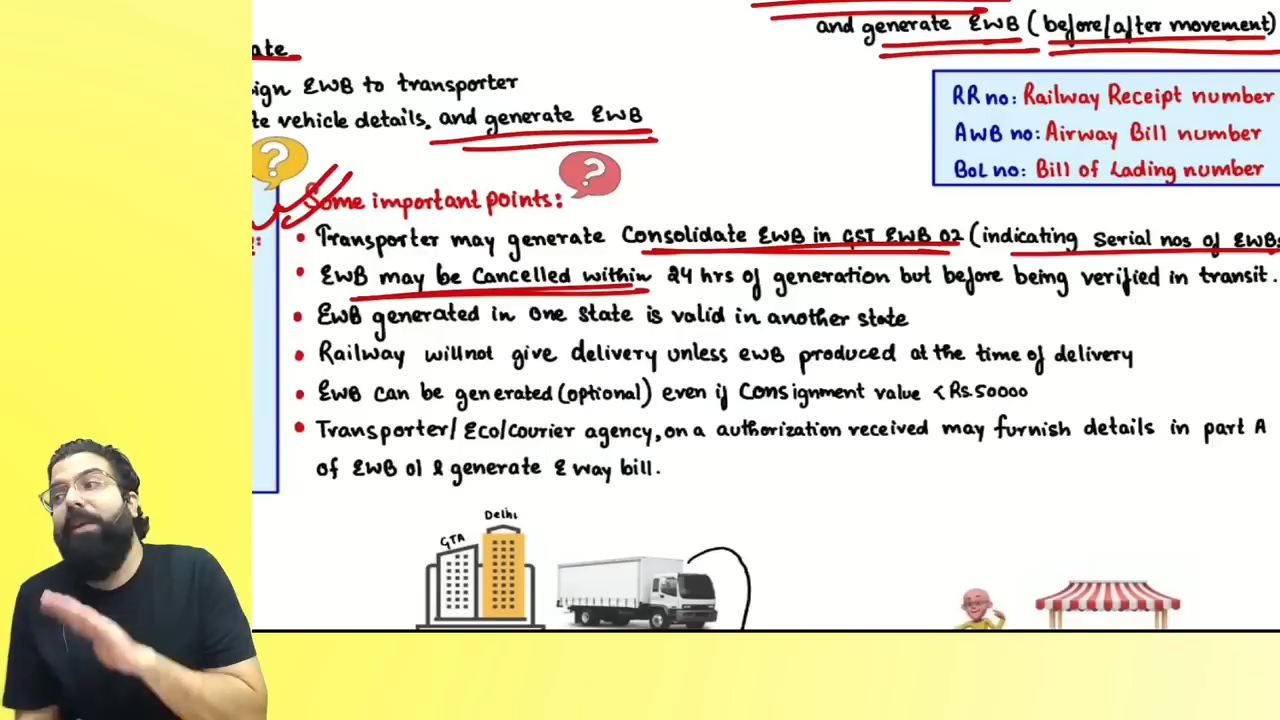 and generate EWB (before/after movement)
ate
ign EWB to transporter
te vehicle details, and generate EWB
RR no: Railway Receipt number
AWB no: Airway Bill number
BoL no: Bill of Lading number
?
?
Some important points:
• Transporter may generate Consolidate EWB in GST EWB 02 (indicating Serial nos of EWBs
• EWB may be Cancelled within 24 hrs of generation but before being verified in transit.
• EWB generated in one state is valid in another state
• Railway willnot give delivery unless ewB produced at the time of delivery
• EWB can be generated (optional) even if Consignment value < Rs.50000
• Transporter/ Eco/courier agency, on a authorization received may furnish details in part A
of EWB 01 & generate E way bill.
Delhi
GTA